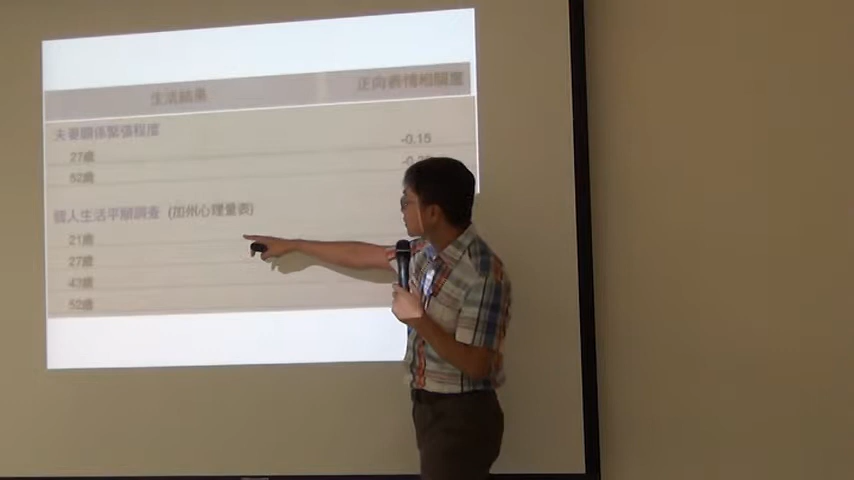 生活結果 正向表情相關度
夫妻關係緊張程度
27歲 -0.15
52歲
個人生活平順調查 (加州心理量表)
21歲
27歲
43歲
52歲